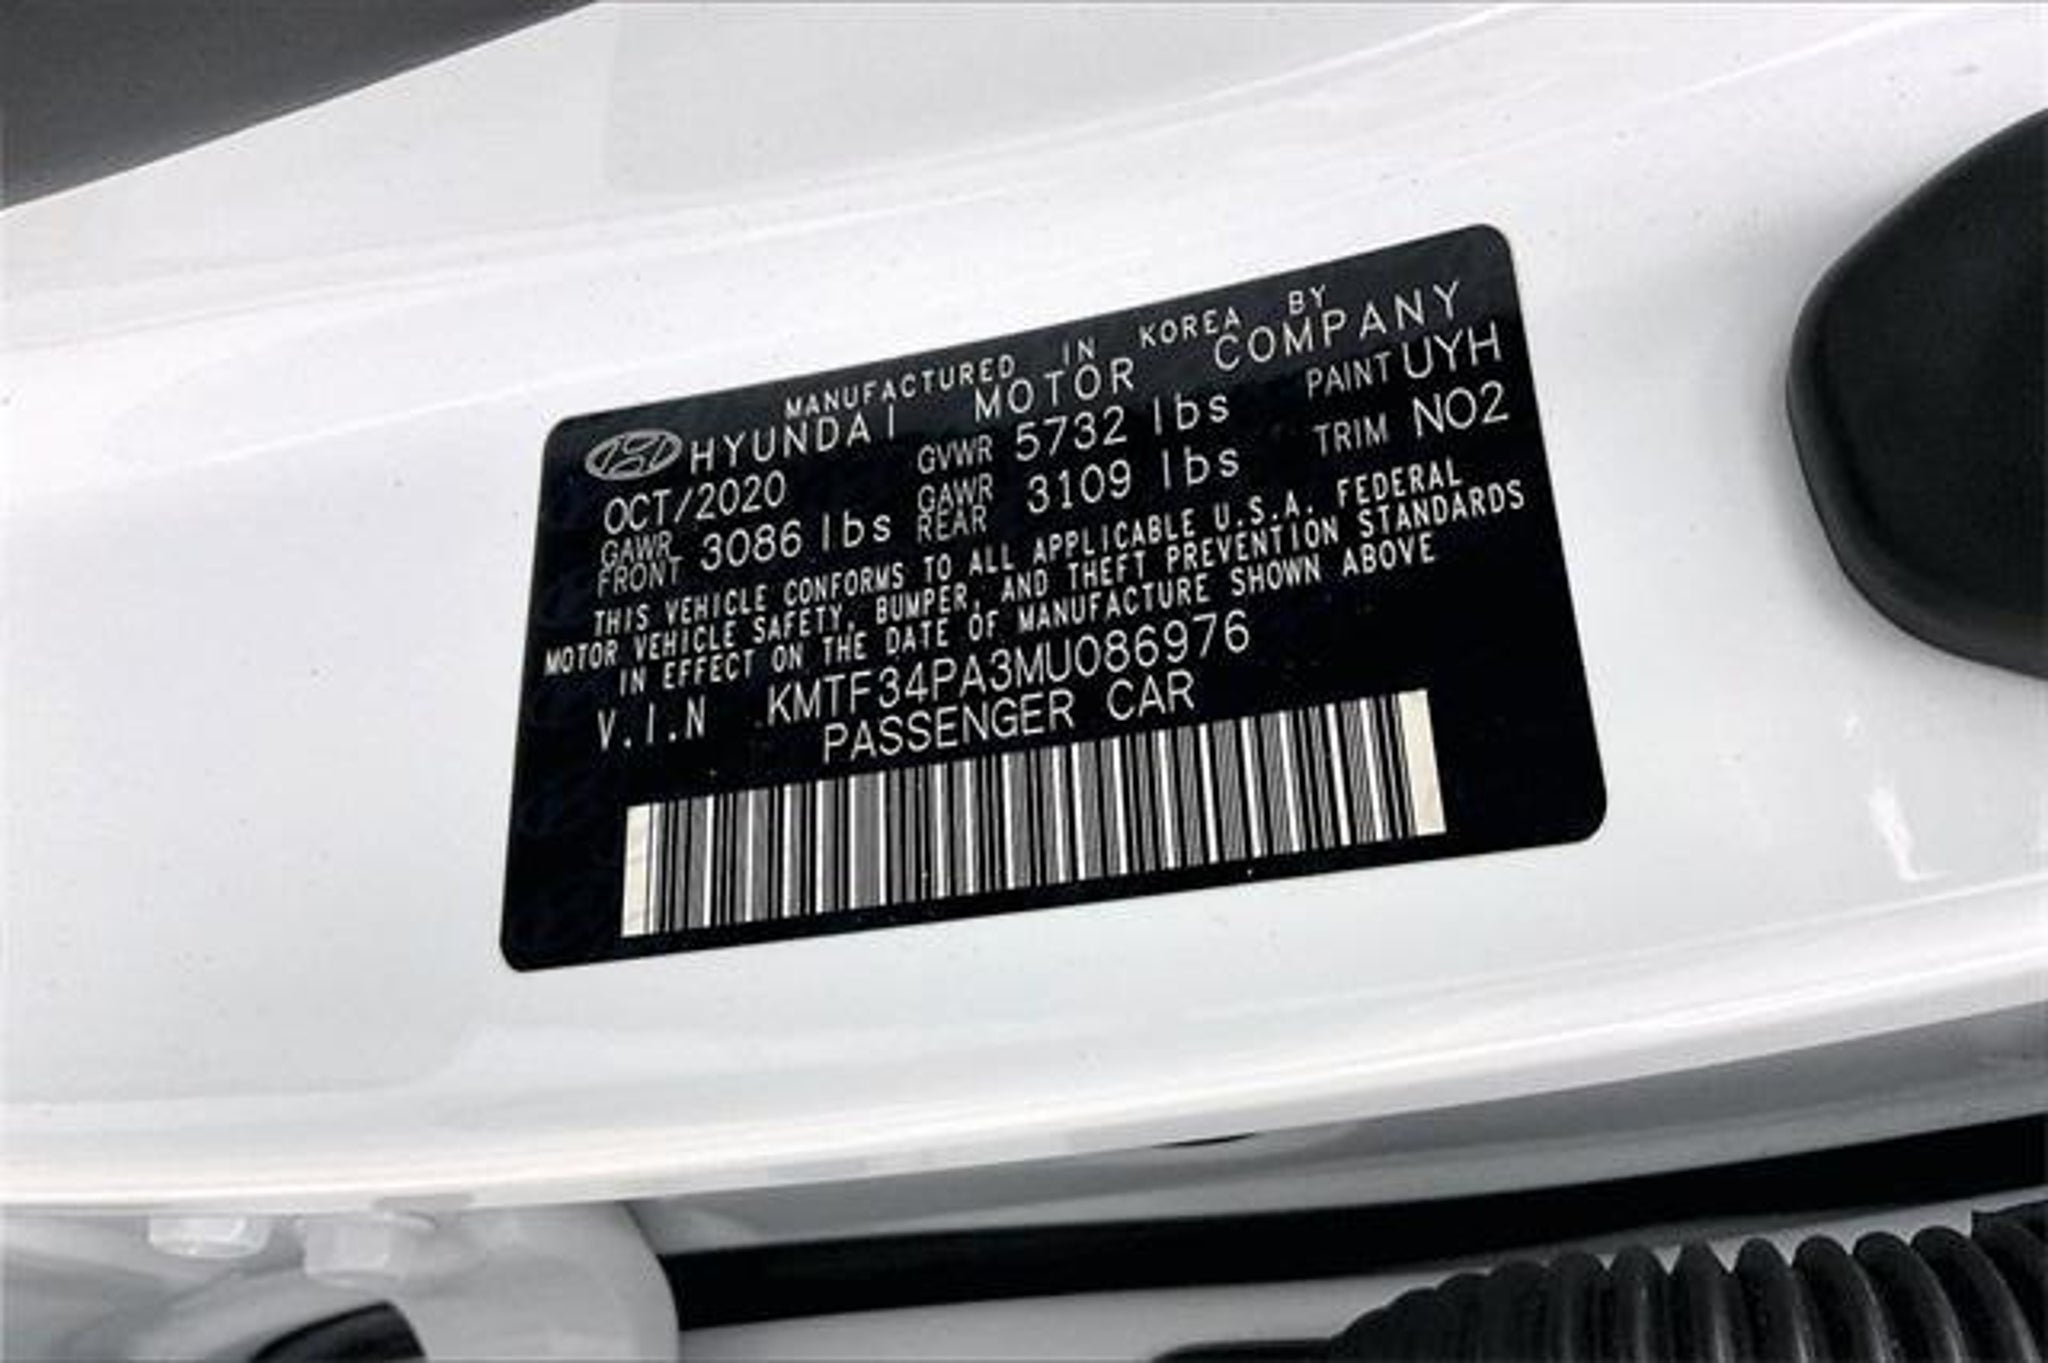 MANUFACTURED IN KOREA BY
HYUNDAI MOTOR COMPANY
OCT/2020 GVWR 5732 lbs PAINT UYH
GAWR FRONT 3086 lbs GAWR REAR 3109 lbs TRIM NO2
THIS VEHICLE CONFORMS TO ALL APPLICABLE U.S.A. FEDERAL
MOTOR VEHICLE SAFETY, BUMPER, AND THEFT PREVENTION STANDARDS
IN EFFECT ON THE DATE OF MANUFACTURE SHOWN ABOVE
V.I.N KMTF34PA3MU086976
PASSENGER CAR